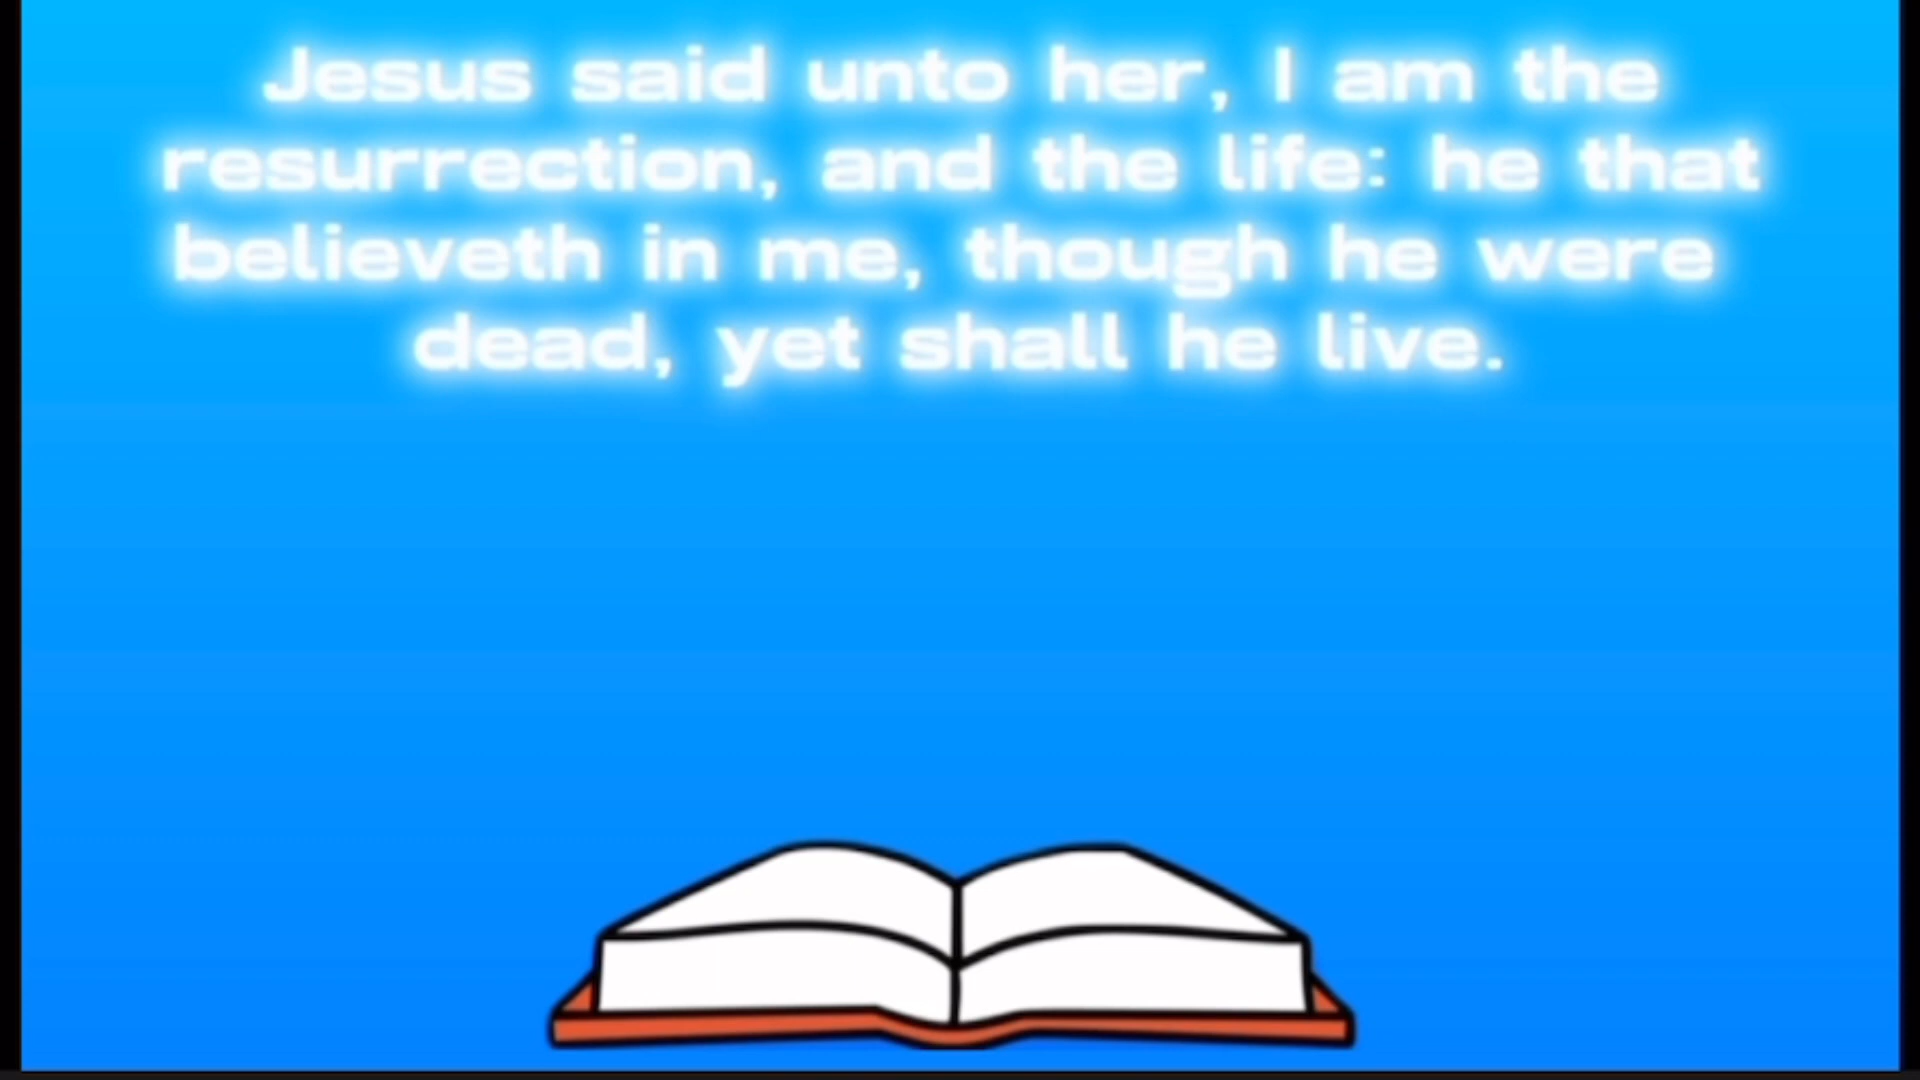 Jesus said unto her, I am the
resurrection, and the life: he that
believeth in me, though he were
dead, yet shall he live.